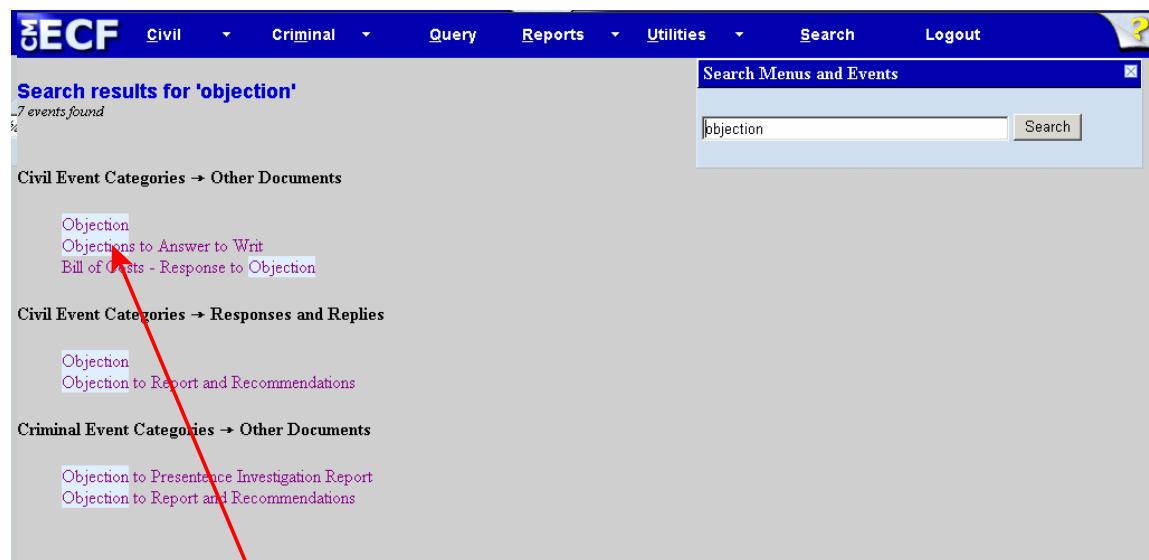 CM ECF Civil Criminal Query Reports Utilities Search Logout ?
Search Menus and Events
objection Search
Search results for 'objection'
7 events found
Civil Event Categories → Other Documents
Objection
Objections to Answer to Writ
Bill of Costs - Response to Objection
Civil Event Categories → Responses and Replies
Objection
Objection to Report and Recommendations
Criminal Event Categories → Other Documents
Objection to Presentence Investigation Report
Objection to Report and Recommendations